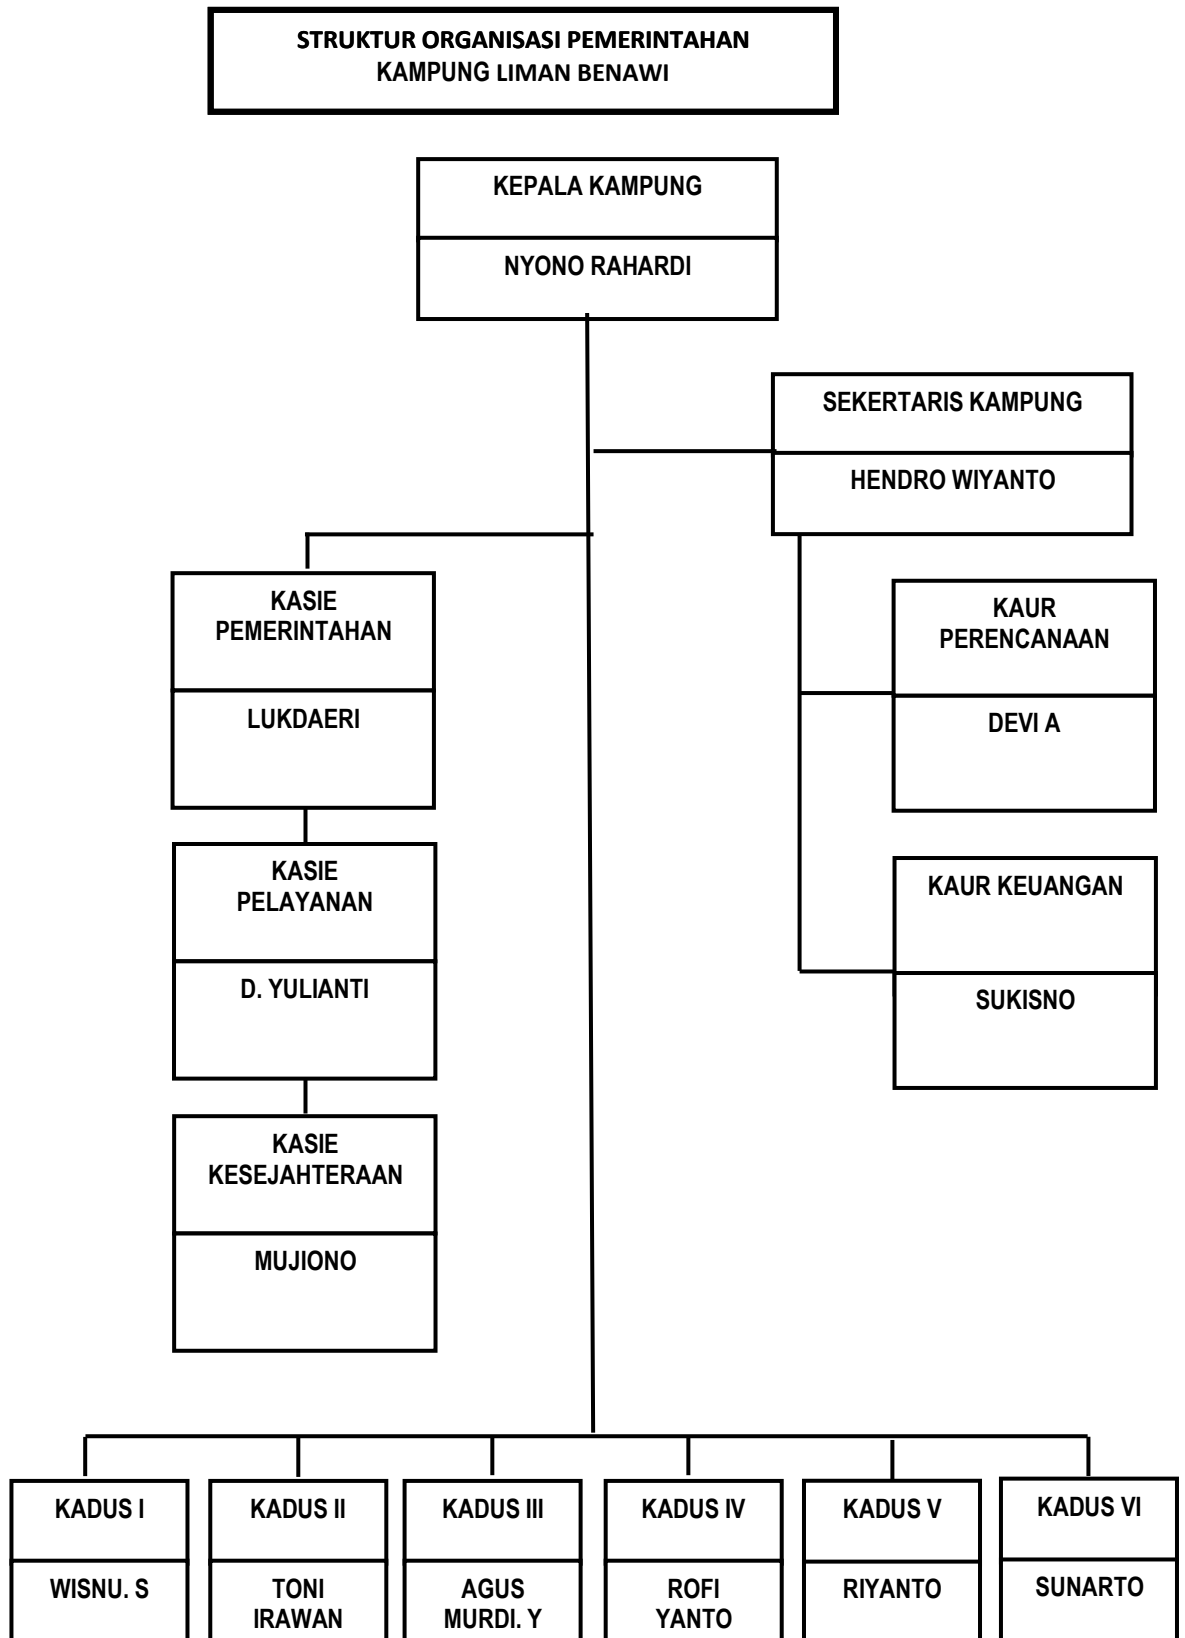 STRUKTUR ORGANISASI PEMERINTAHAN
KAMPUNG LIMAN BENAWI
KEPALA KAMPUNG
NYONO RAHARDI
SEKERTARIS KAMPUNG
HENDRO WIYANTO
KASIE
PEMERINTAHAN
LUKDAERI
KAUR
PERENCANAAN
DEVI A
KASIE
PELAYANAN
D. YULIANTI
KAUR KEUANGAN
SUKISNO
KASIE
KESEJAHTERAAN
MUJIONO
KADUS I
WISNU. S
KADUS II
TONI
IRAWAN
KADUS III
AGUS
MURDI. Y
KADUS IV
ROFI
YANTO
KADUS V
RIYANTO
KADUS VI
SUNARTO